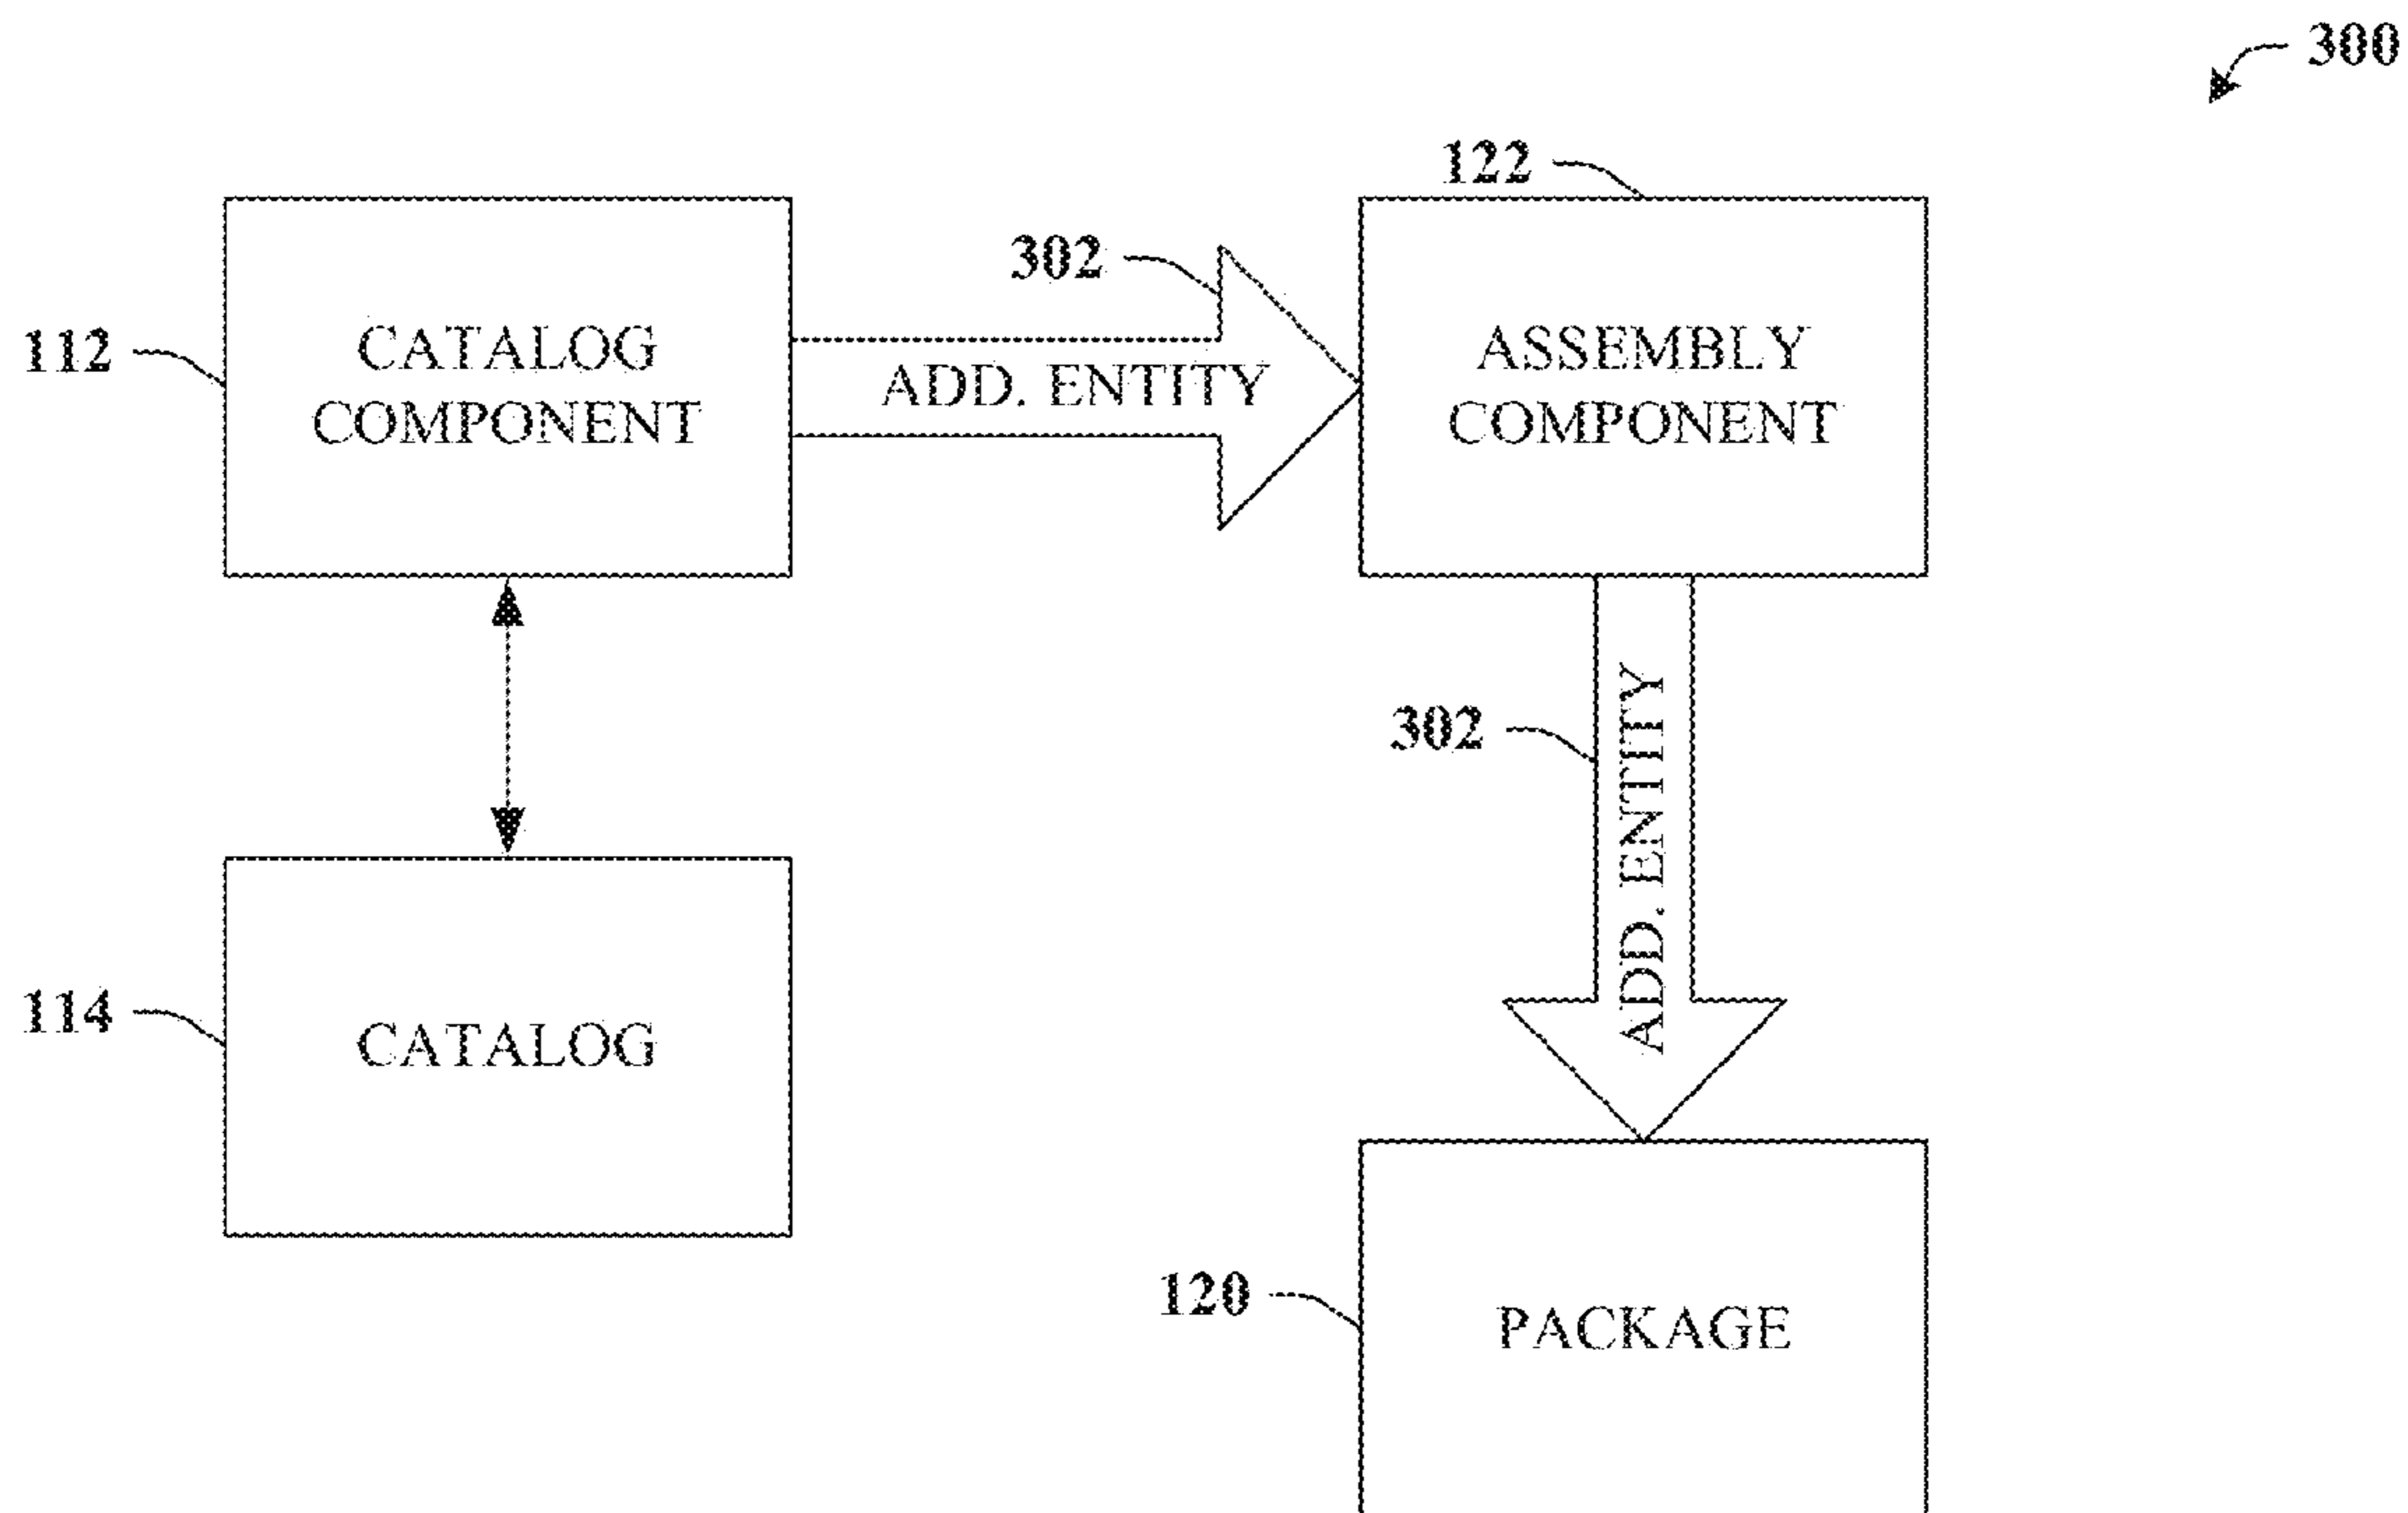 300
122
302
112
CATALOG
COMPONENT
ADD. ENTITY
ASSEMBLY
COMPONENT
302
ADD. ENTITY
114
CATALOG
120
PACKAGE